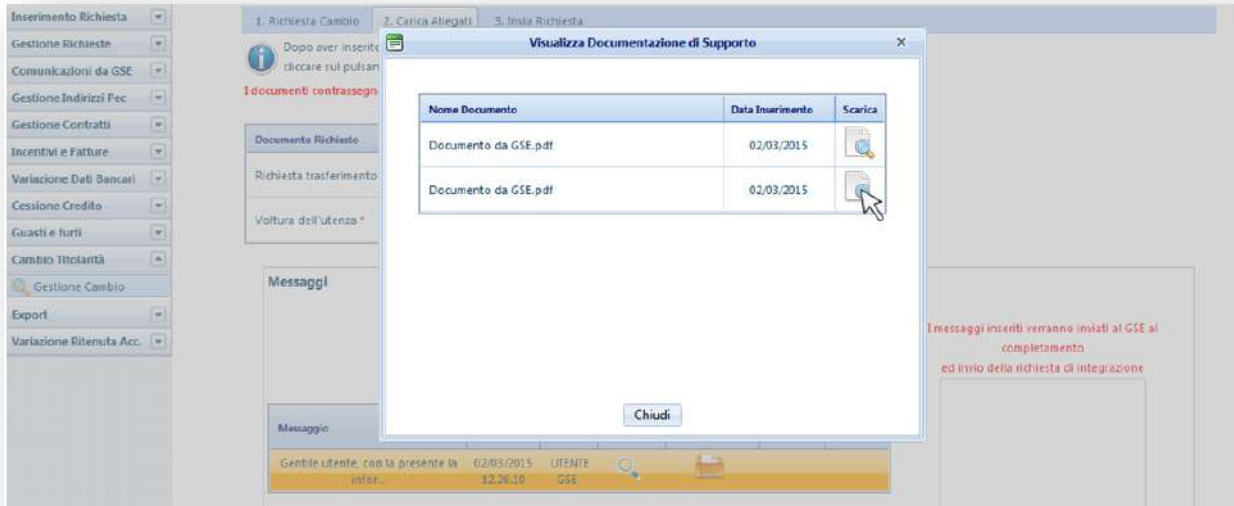 Inserimento Richiesta
Gestione Richieste
Comunicazioni da GSE
Gestione Indirizzi Pec
Gestione Contratti
Incentivi e Fatture
Variazione Dati Bancari
Cessione Credito
Guasti e furti
Cambio Titolarità
Gestione Cambio
Export
Variazione Ritenuta Acc.
1. Richiesta Cambio 2. Carica Allegati 3. Invia Richiesta
Dopo aver inserito
cliccare sul pulsan
I documenti contrassegn
Documento Richiesto
Richiesta trasferimento
Voltura dell'utenza *
Visualizza Documentazione di Supporto X
Nome Documento Data Inserimento Scarica
Documento da GSE.pdf 02/03/2015
Documento da GSE.pdf 02/03/2015
Chiudi
Messaggi
Messaggio
Gentile utente, con la presente la 02/03/2015 UTENTE
infor... 12.26.10 GSE
I messaggi inseriti verranno inviati al GSE al
completamento
ed invio della richiesta di integrazione